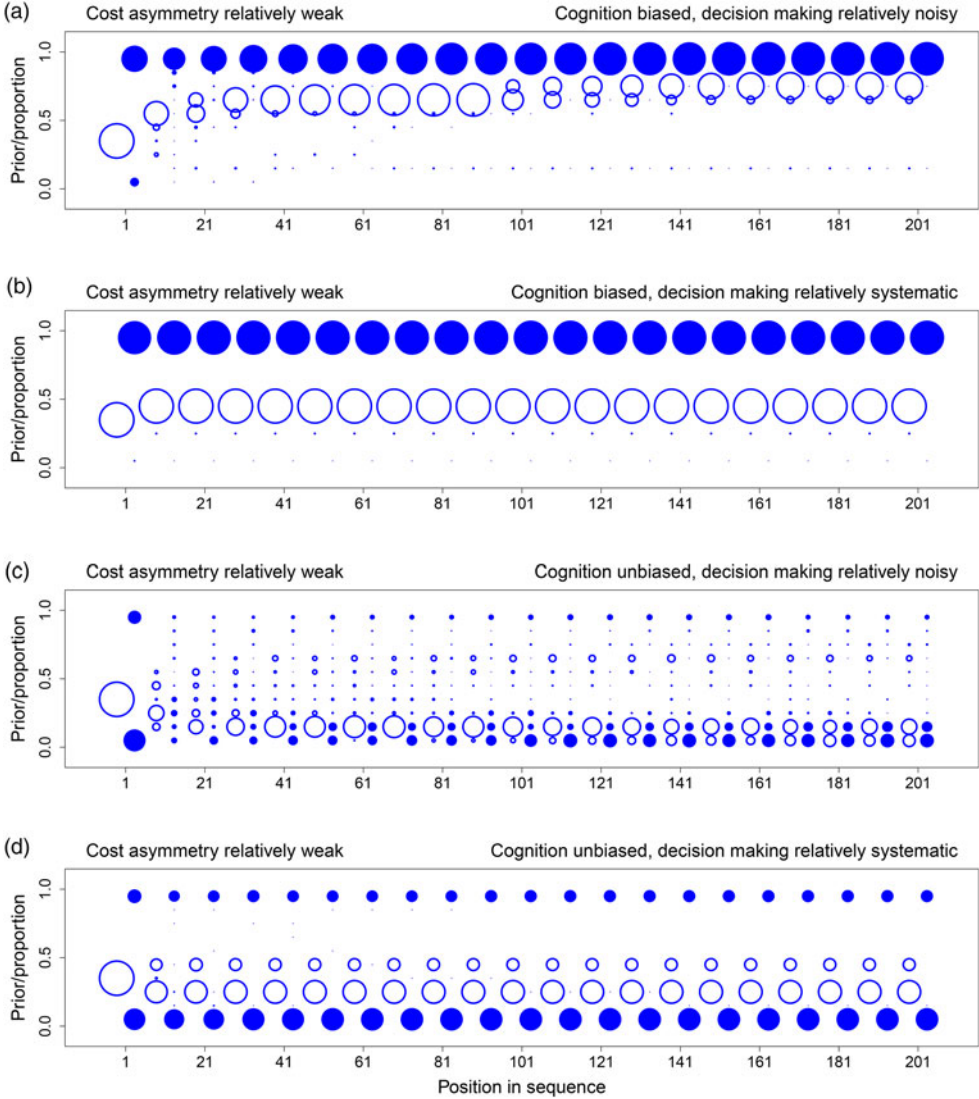 (a) Cost asymmetry relatively weak Cognition biased, decision making relatively noisy
Prior/proportion
1.0
0.5
0.0
1 21 41 61 81 101 121 141 161 181 201
(b) Cost asymmetry relatively weak Cognition biased, decision making relatively systematic
Prior/proportion
1.0
0.5
0.0
1 21 41 61 81 101 121 141 161 181 201
(c) Cost asymmetry relatively weak Cognition unbiased, decision making relatively noisy
Prior/proportion
1.0
0.5
0.0
1 21 41 61 81 101 121 141 161 181 201
(d) Cost asymmetry relatively weak Cognition unbiased, decision making relatively systematic
Prior/proportion
1.0
0.5
0.0
1 21 41 61 81 101 121 141 161 181 201
Position in sequence